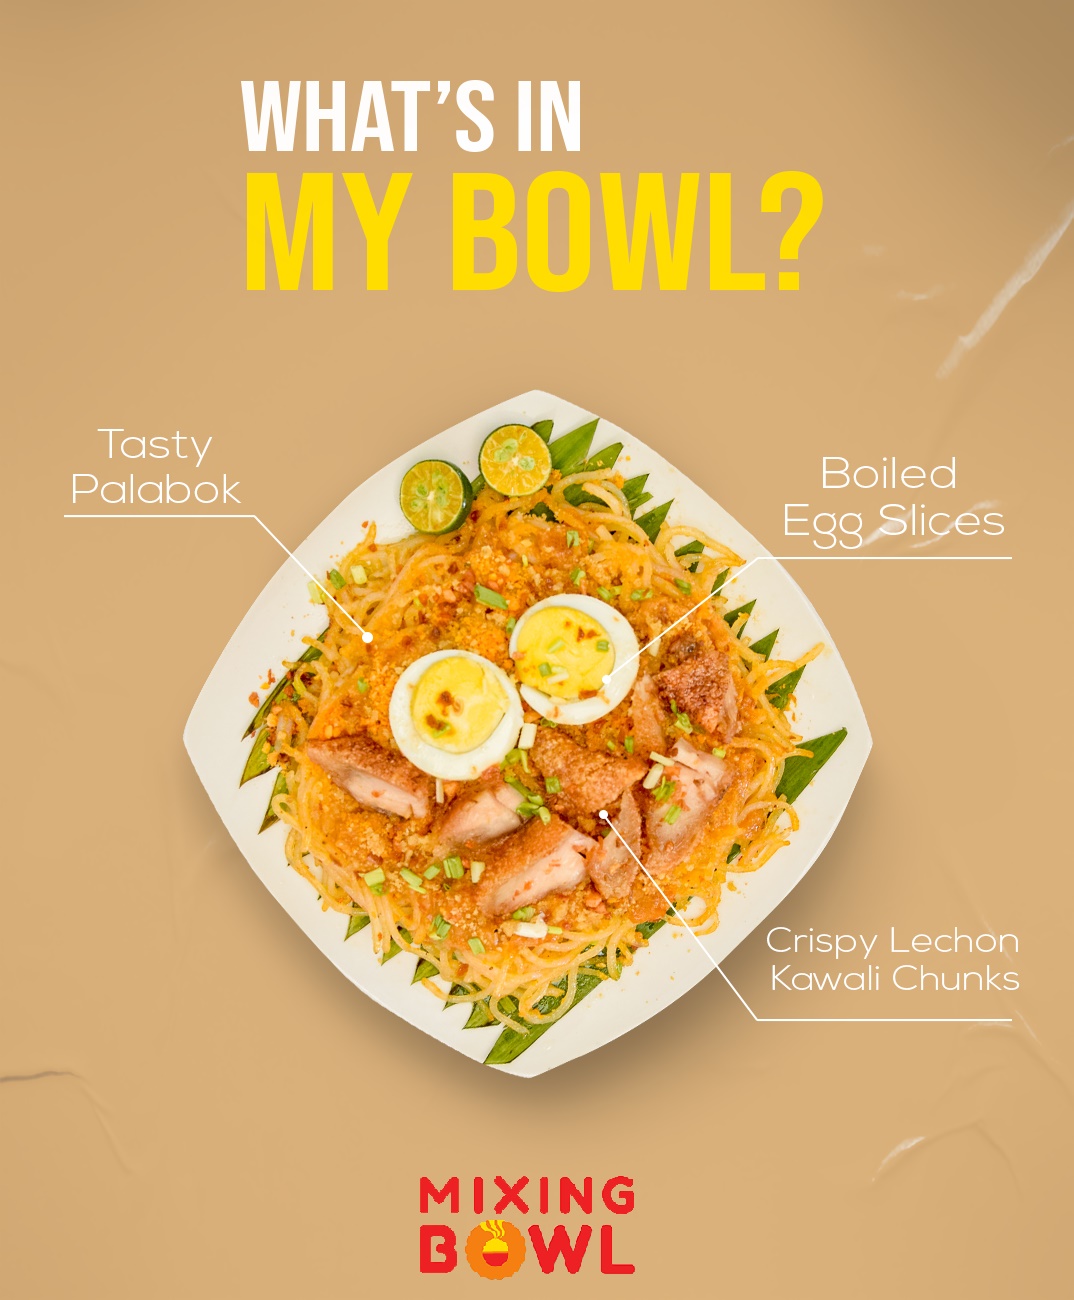 WHAT'S IN
MY BOWL?
Tasty
Palabok
Boiled
Egg Slices
Crispy Lechon
Kawali Chunks
MIXING
BOWL